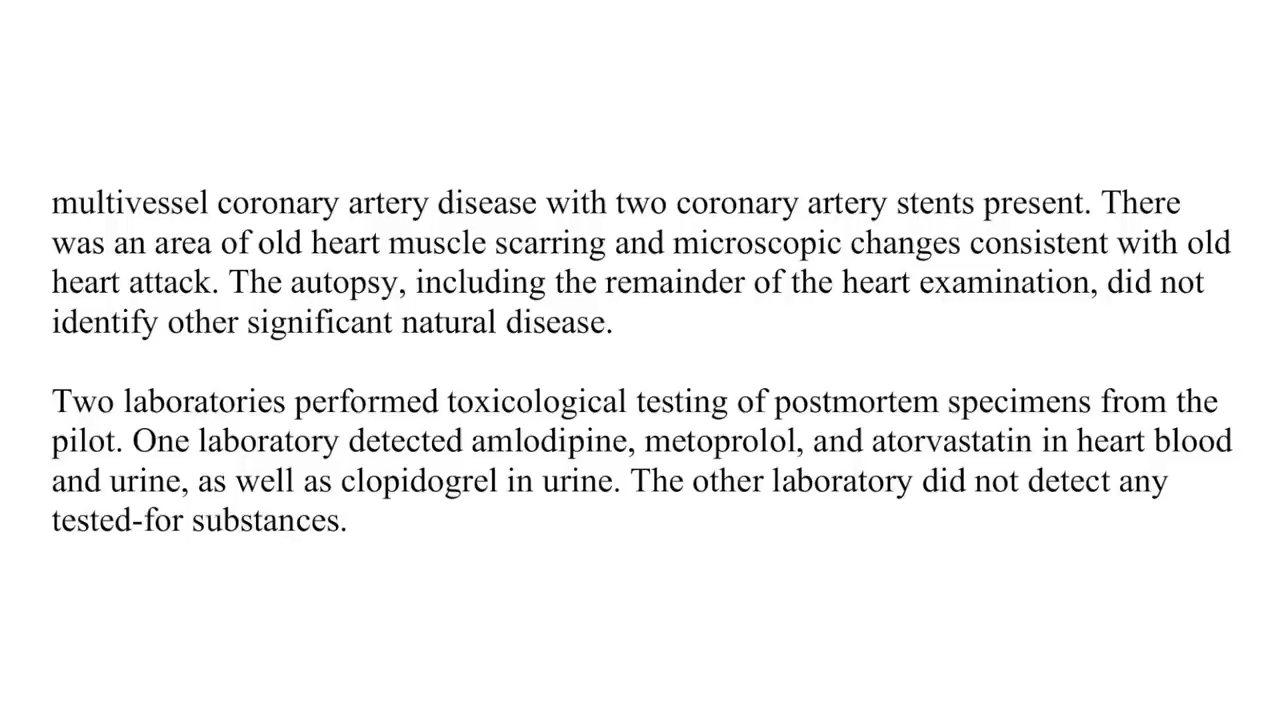 multivessel coronary artery disease with two coronary artery stents present. There
was an area of old heart muscle scarring and microscopic changes consistent with old
heart attack. The autopsy, including the remainder of the heart examination, did not
identify other significant natural disease.
Two laboratories performed toxicological testing of postmortem specimens from the
pilot. One laboratory detected amlodipine, metoprolol, and atorvastatin in heart blood
and urine, as well as clopidogrel in urine. The other laboratory did not detect any
tested-for substances.